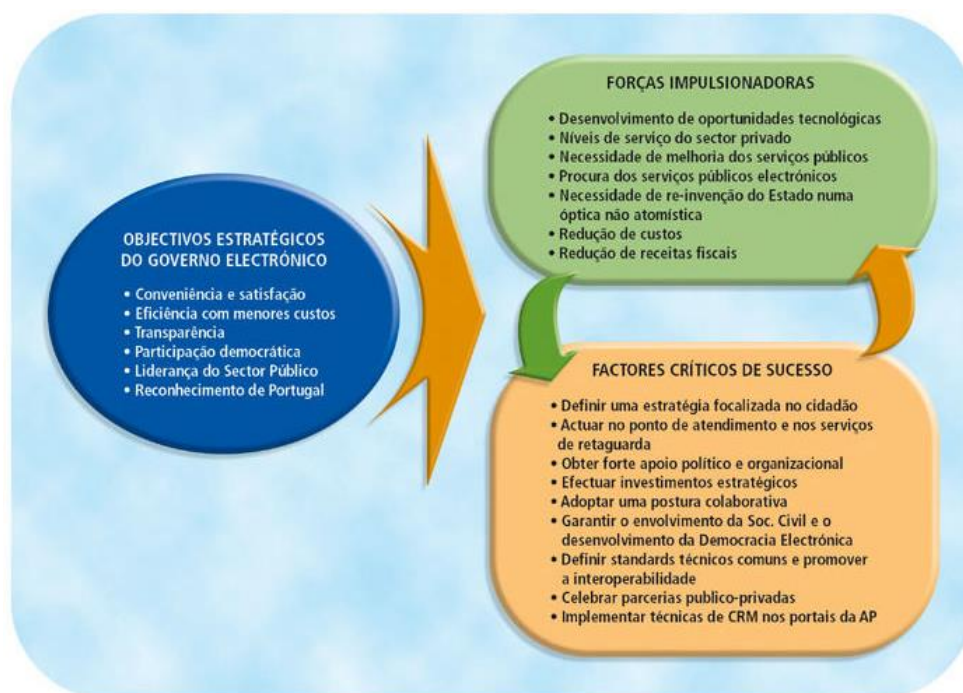 OBJECTIVOS ESTRATÉGICOS
DO GOVERNO ELECTRÓNICO
• Conveniência e satisfação
• Eficiência com menores custos
• Transparência
• Participação democrática
• Liderança do Sector Público
• Reconhecimento de Portugal
FORÇAS IMPULSIONADORAS
• Desenvolvimento de oportunidades tecnológicas
• Níveis de serviço do sector privado
• Necessidade de melhoria dos serviços públicos
• Procura dos serviços públicos electrónicos
• Necessidade de re-invenção do Estado numa
óptica não atomística
• Redução de custos
• Redução de receitas fiscais
FACTORES CRÍTICOS DE SUCESSO
• Definir uma estratégia focalizada no cidadão
• Actuar no ponto de atendimento e nos serviços
de retaguarda
• Obter forte apoio político e organizacional
• Efectuar investimentos estratégicos
• Adoptar uma postura colaborativa
• Garantir o envolvimento da Soc. Civil e o
desenvolvimento da Democracia Electrónica
• Definir standards técnicos comuns e promover
a interoperabilidade
• Celebrar parcerias publico-privadas
• Implementar técnicas de CRM nos portais da AP